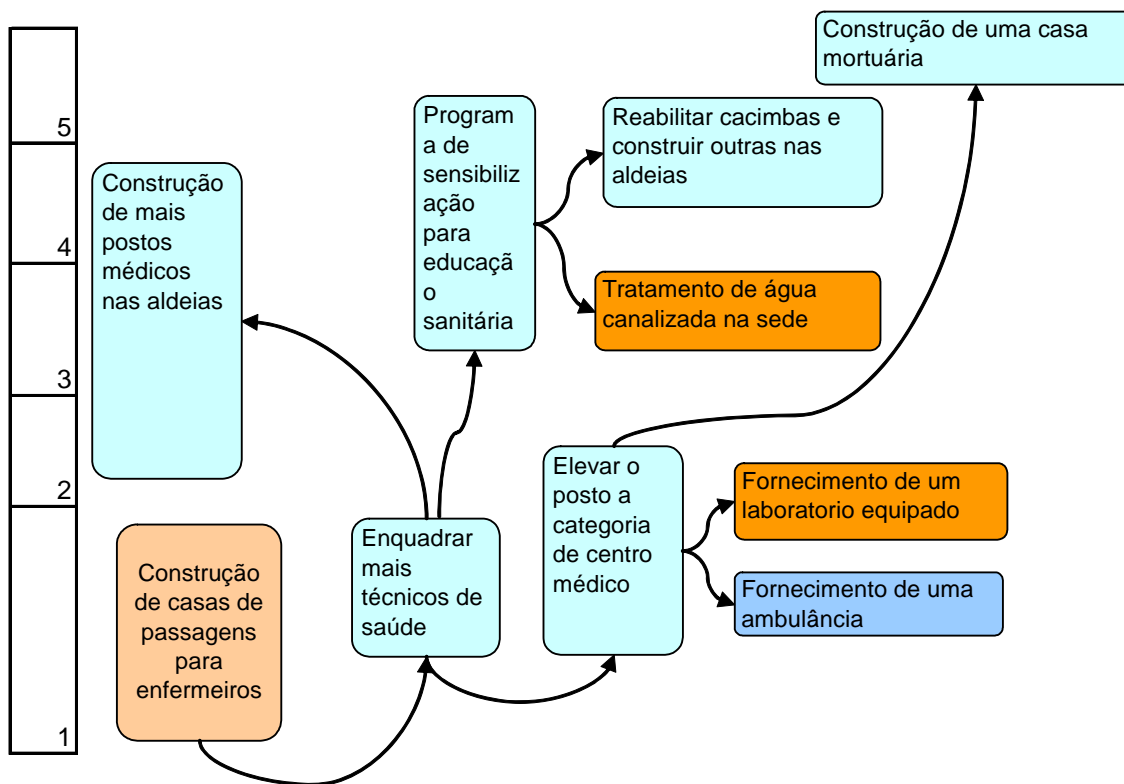 Construção de uma casa
mortuária
5
Program
a de
sensibiliz
ação
para
educaçã
o
sanitária
Reabilitar cacimbas e
construir outras nas
aldeias
Construção
de mais
postos
médicos
nas aldeias
4
Tratamento de água
canalizada na sede
3
Elevar o
posto a
categoria
de centro
médico
Fornecimento de um
laboratorio equipado
2
Enquadrar
mais
técnicos de
saúde
Construção
de casas de
passagens
para
enfermeiros
Fornecimento de uma
ambulância
1